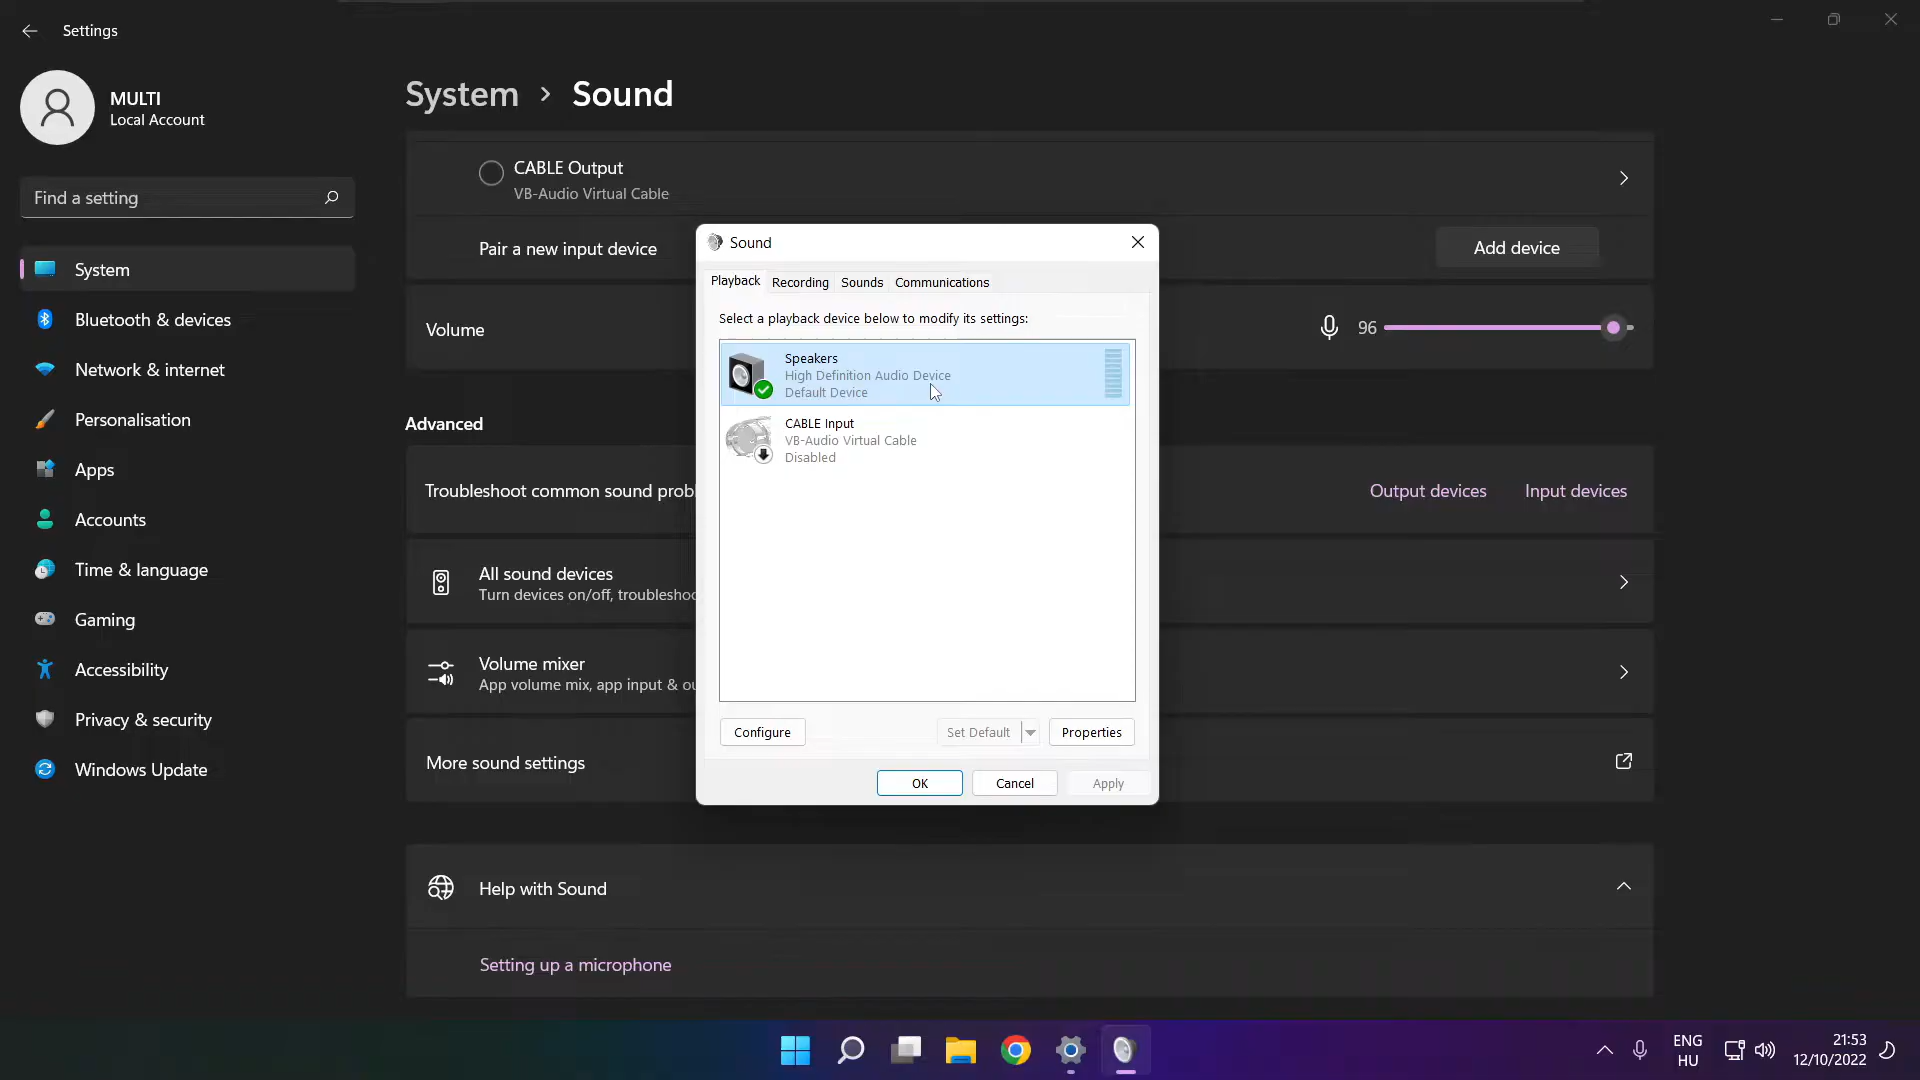 Settings
MULTI
Local Account
Find a setting
System
Bluetooth & devices
Network & internet
Personalisation
Apps
Accounts
Time & language
Gaming
Accessibility
Privacy & security
Windows Update
System > Sound
CABLE Output
VB-Audio Virtual Cable
Pair a new input device
Add device
Volume
96
Advanced
Troubleshoot common sound probl
Output devices
Input devices
All sound devices
Turn devices on/off, troubleshoo
Volume mixer
App volume mix, app input & ou
More sound settings
Help with Sound
Setting up a microphone
Sound
Playback Recording Sounds Communications
Select a playback device below to modify its settings:
Speakers
High Definition Audio Device
Default Device
CABLE Input
VB-Audio Virtual Cable
Disabled
Configure Set Default Properties
OK Cancel Apply
ENG
HU
21:53
12/10/2022